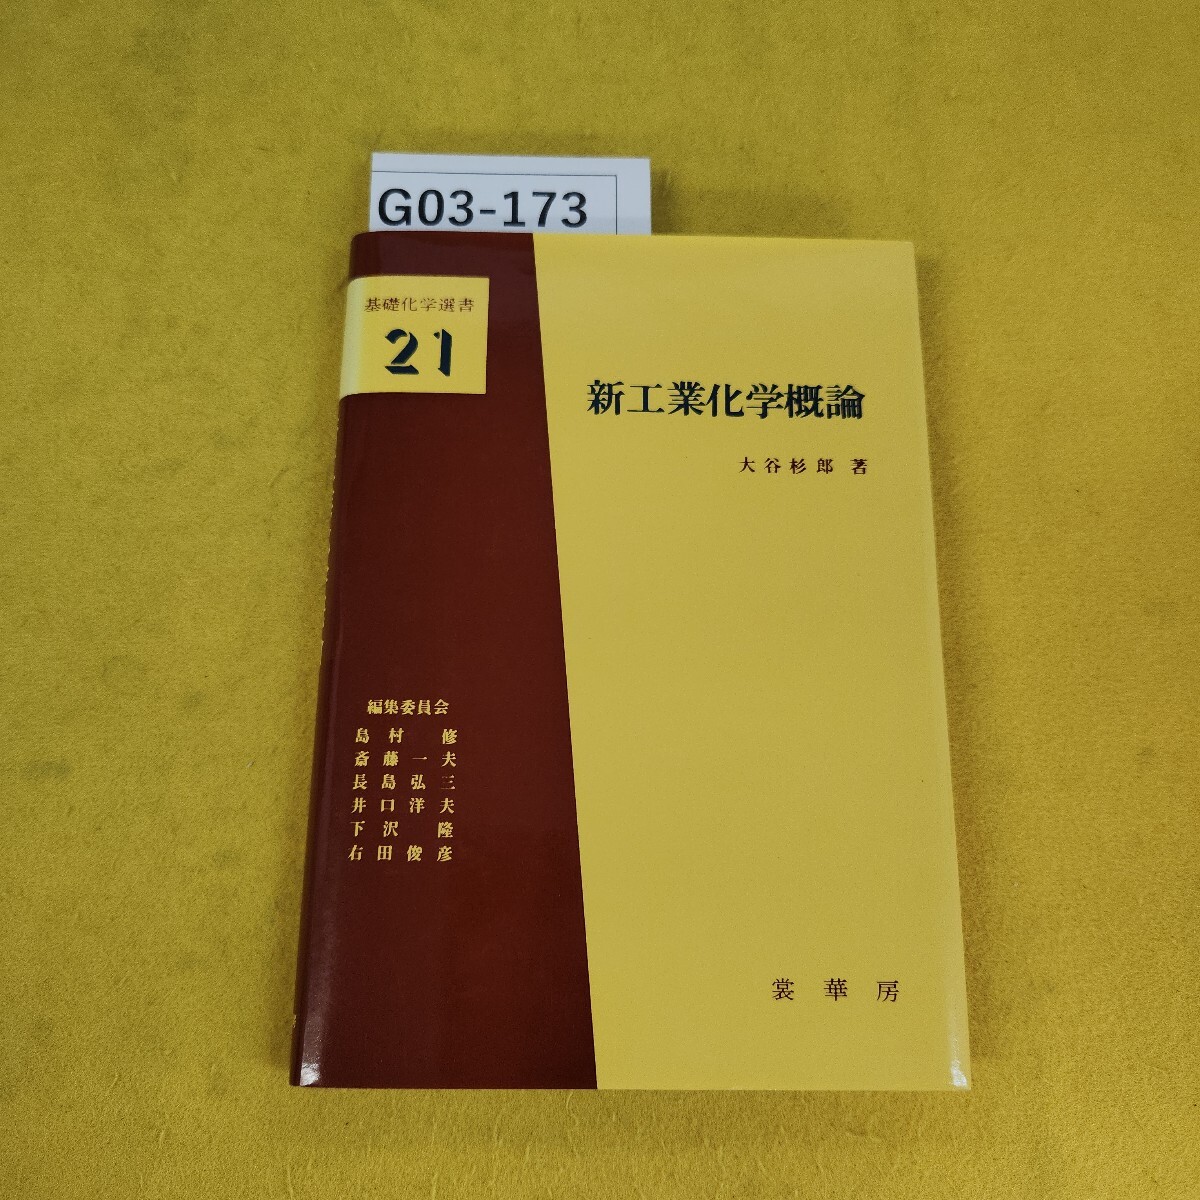 G03-173
基礎化学選書
21
新工業化学概論
大谷杉郎 著
編集委員会
島村 修
斎藤一夫
長島弘三
井口洋夫
下沢 隆
右田俊彦
裳華房